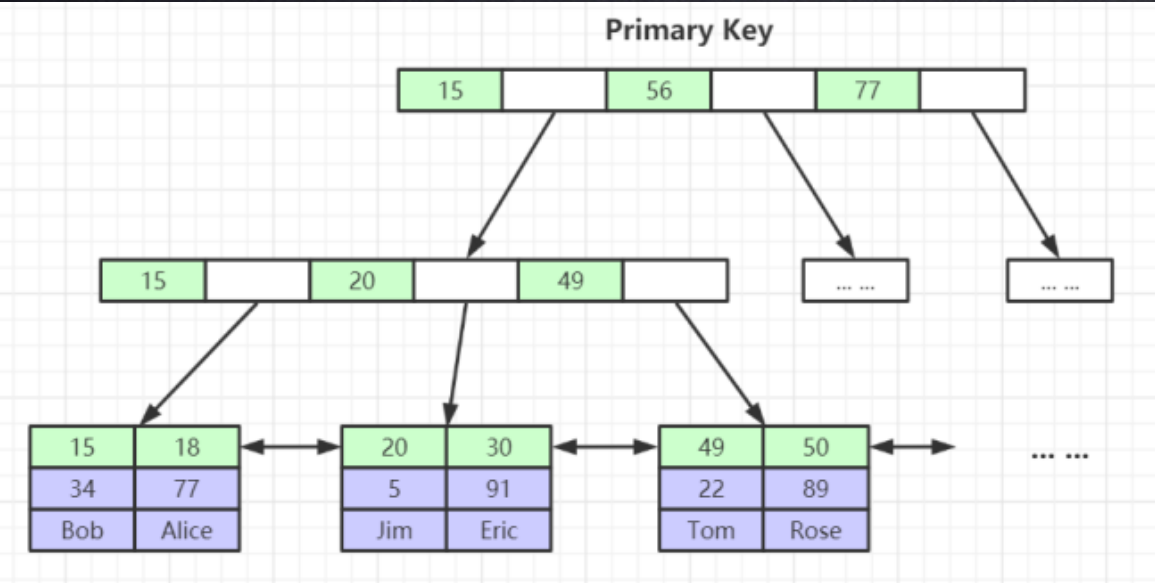 Primary Key
15 56 77
15 20 49 ... ... ... ...
15 18 20 30 49 50 ... ...
34 77 5 91 22 89
Bob Alice Jim Eric Tom Rose